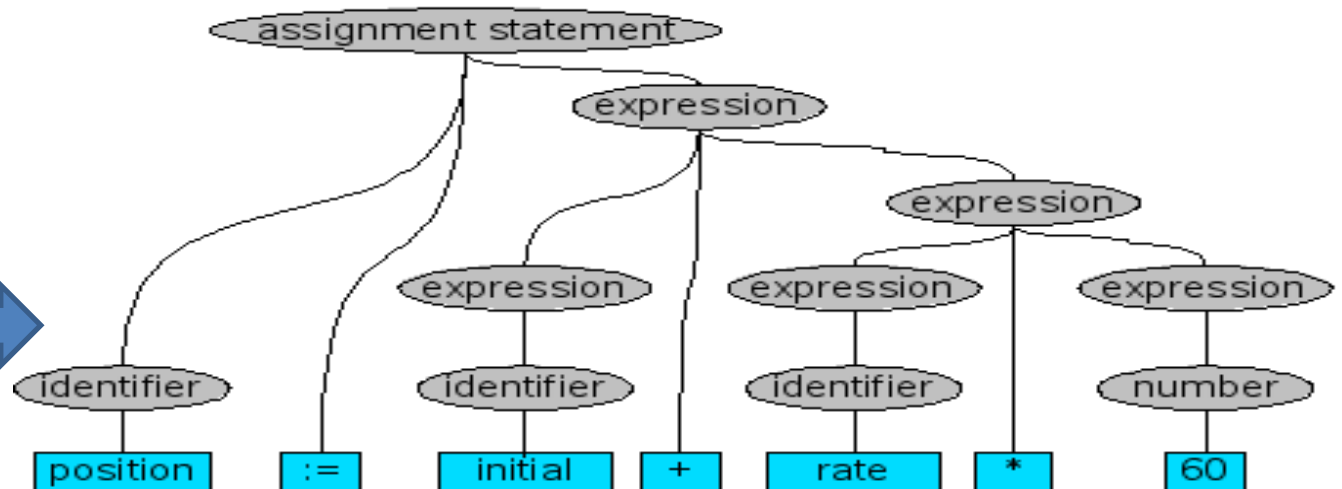 assignment statement
expression
expression
expression expression expression
identifier identifier identifier number
position := initial + rate * 60